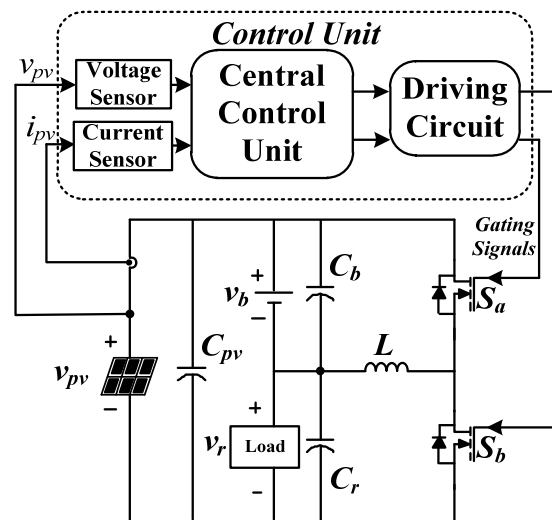 Control Unit
v_pv
Voltage
Sensor
i_pv
Current
Sensor
Central
Control
Unit
Driving
Circuit
Gating
Signals
+
v_b
−
C_b
S_a
L
+
v_pv
−
C_pv
+
v_r
−
Load
C_r
S_b